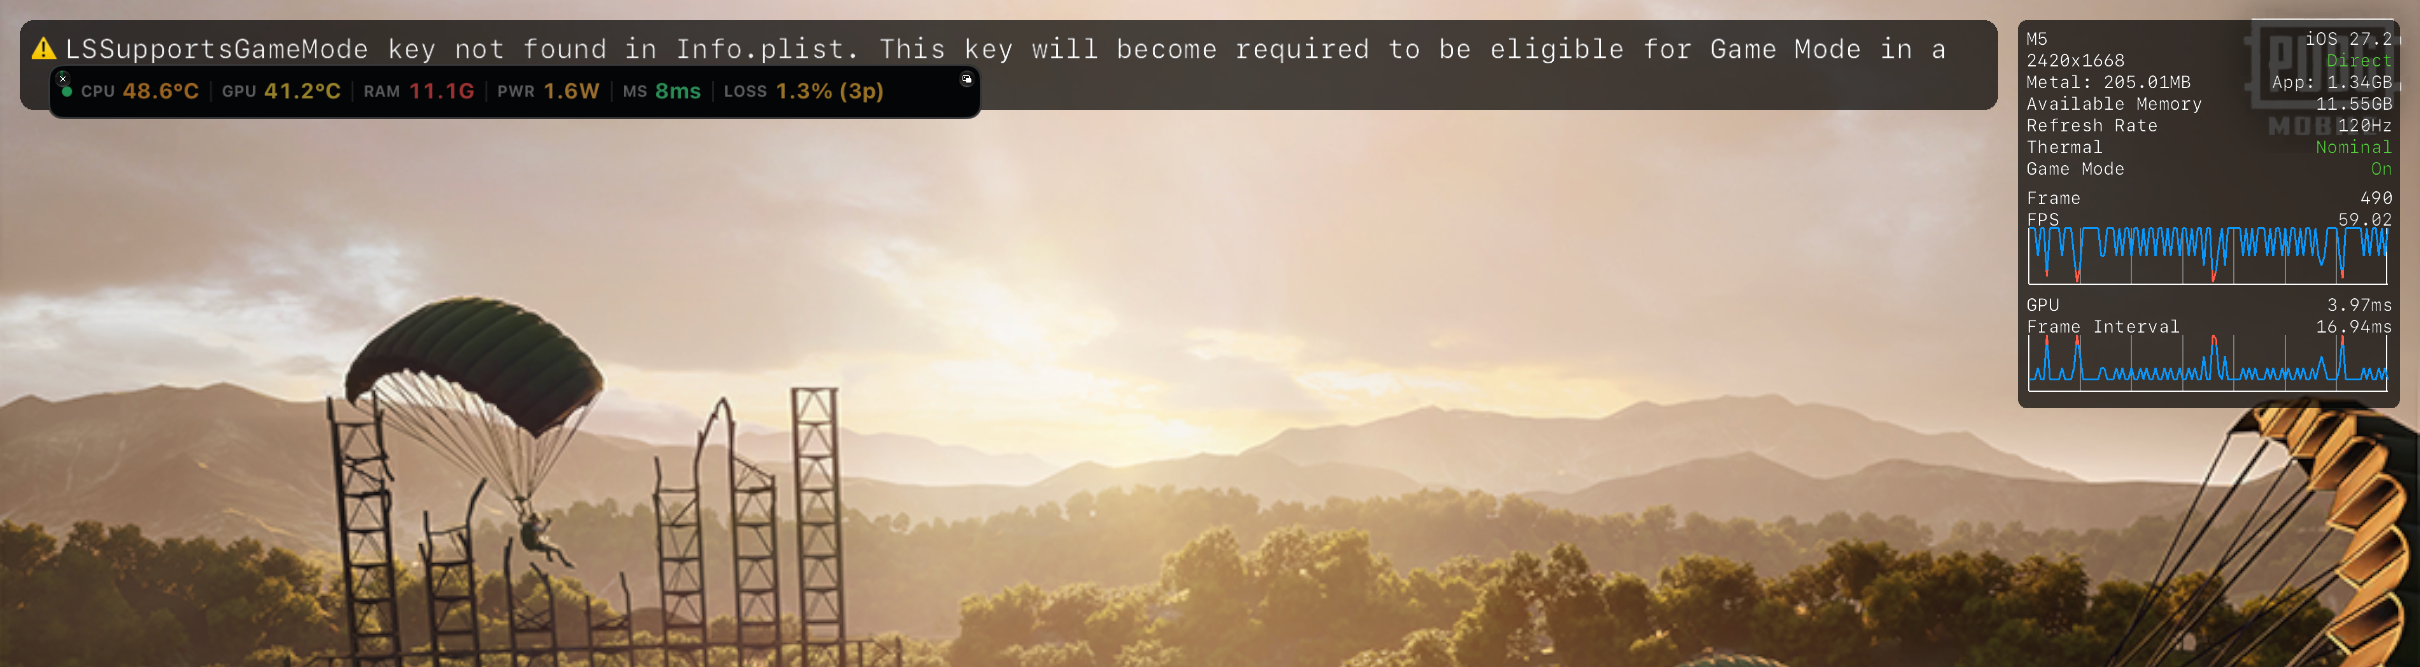 ⚠️ LSSupportsGameMode key not found in Info.plist. This key will become required to be eligible for Game Mode in a
CPU 48.6°C | GPU 41.2°C | RAM 11.1G | PWR 1.6W | MS 8ms | LOSS 1.3% (3p)
M5 iOS 27.2
2420x1668 Direct
Metal: 205.01MB App: 1.34GB
Available Memory 11.55GB
Refresh Rate 120Hz
Thermal Nominal
Game Mode On
Frame 490
FPS 59.02
GPU 3.97ms
Frame Interval 16.94ms
PUBG
MOBILE